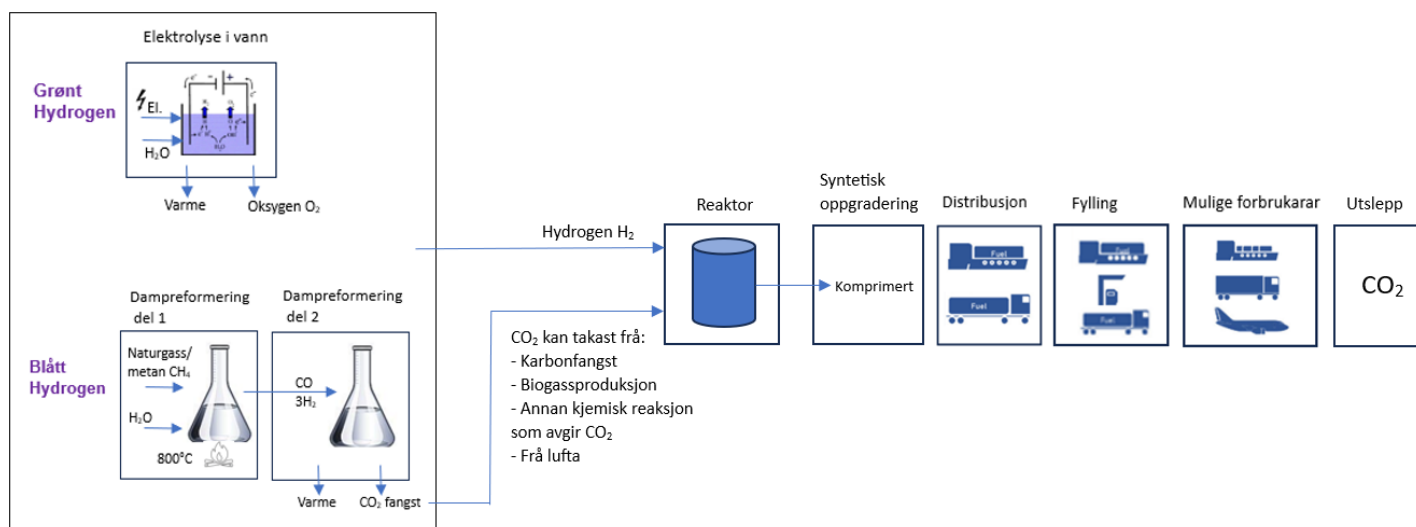 Elektrolyse i vann
Grønt
Hydrogen
El.
H₂O
Varme
Oksygen O₂
Dampreformering
del 1
Dampreformering
del 2
Blått
Hydrogen
Naturgass/
metan CH₄
H₂O
800°C
CO
3H₂
Varme
CO₂ fangst
Hydrogen H₂
CO₂ kan takast frå:
- Karbonfangst
- Biogassproduksjon
- Annan kjemisk reaksjon
som avgir CO₂
- Frå lufta
Reaktor
Syntetisk
oppgradering
Komprimert
Distribusjon
Fuel
Fuel
Fylling
Fuel
Fuel
Mulige forbrukarar
Utslepp
CO₂